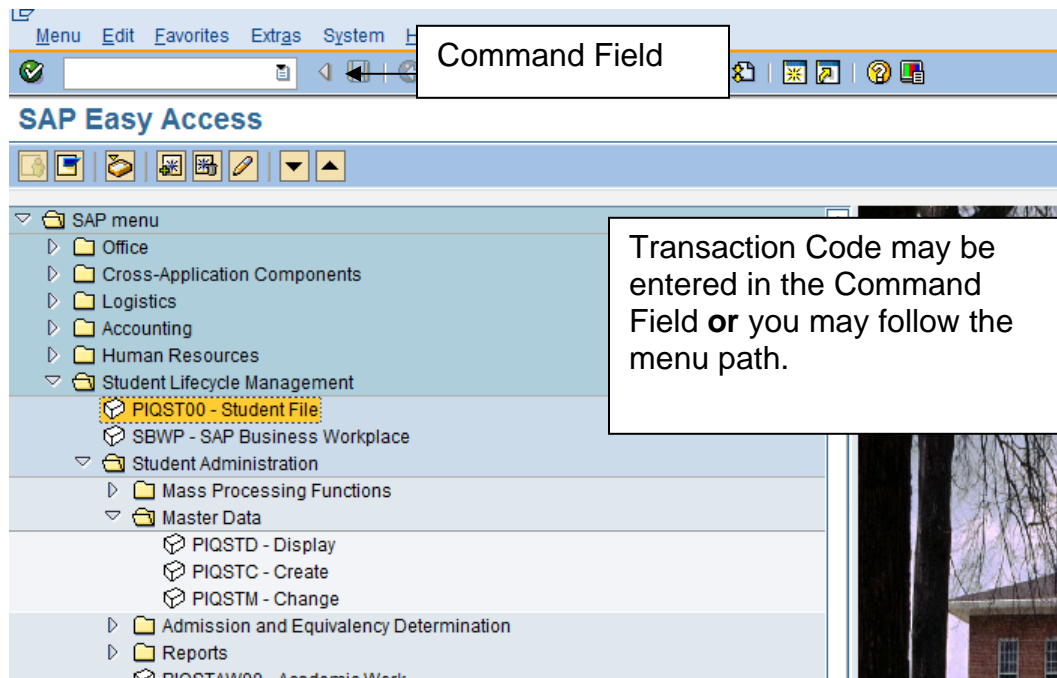 Menu Edit Favorites Extras System
Command Field
SAP Easy Access
SAP menu
Office
Cross-Application Components
Logistics
Accounting
Human Resources
Student Lifecycle Management
PIQST00 - Student File
SBWP - SAP Business Workplace
Student Administration
Mass Processing Functions
Master Data
PIQSTD - Display
PIQSTC - Create
PIQSTM - Change
Admission and Equivalency Determination
Reports
PIQSTAW00 - Academic Work
Transaction Code may be
entered in the Command
Field or you may follow the
menu path.